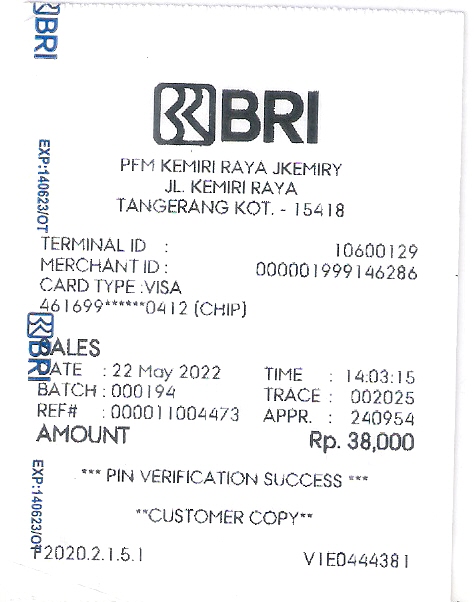 BRI
BRI
PFM KEMIRI RAYA JKEMIRY
JL. KEMIRI RAYA
TANGERANG KOT. - 15418
EXP:140623/OT
TERMINAL ID : 10600129
MERCHANT ID : 000001999146286
CARD TYPE :VISA
461699******0412 (CHIP)
BRI
SALES
DATE : 22 May 2022 TIME : 14:03:15
BATCH : 000194 TRACE : 002025
REF# : 000011004473 APPR. : 240954
AMOUNT Rp. 38,000
*** PIN VERIFICATION SUCCESS ***
**CUSTOMER COPY**
EXP:140623/OT
2020.2.1.5.1 V1E0444381